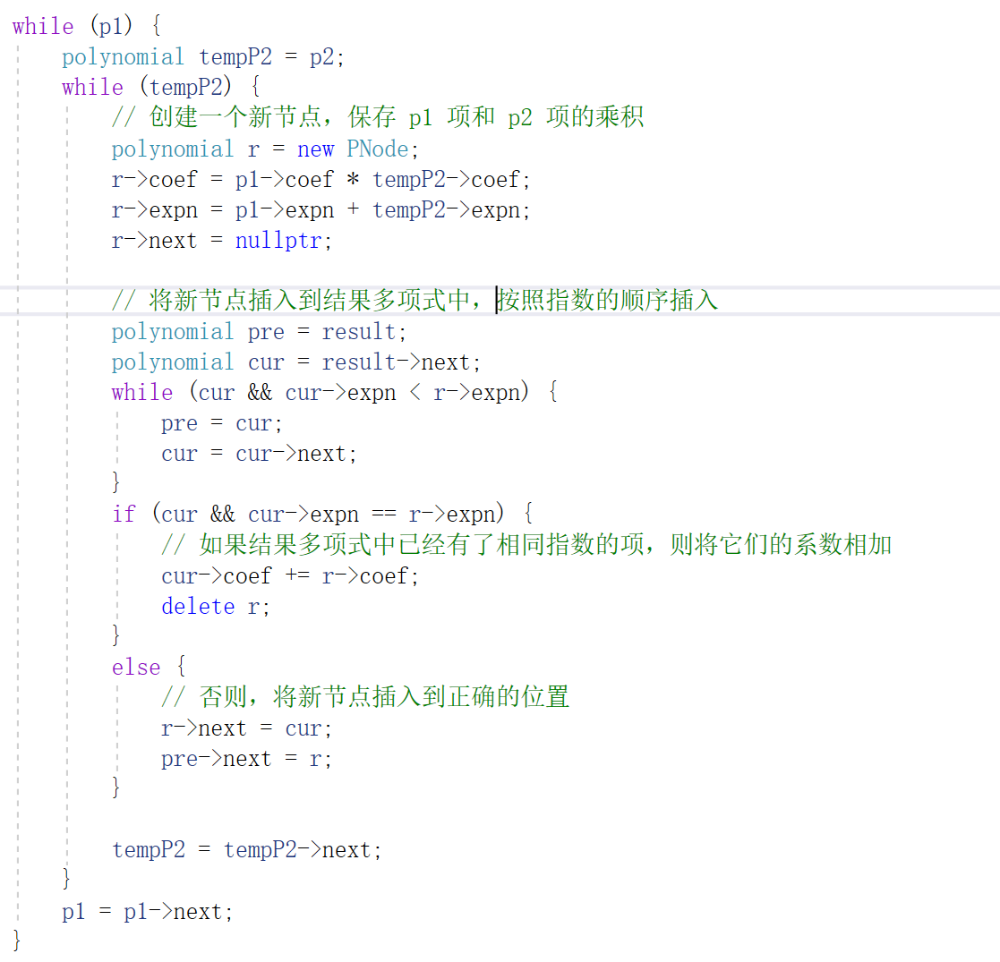 while (p1) {
polynomial tempP2 = p2;
while (tempP2) {
// 创建一个新节点，保存 p1 项和 p2 项的乘积
polynomial r = new PNode;
r->coef = p1->coef * tempP2->coef;
r->expn = p1->expn + tempP2->expn;
r->next = nullptr;
// 将新节点插入到结果多项式中，按照指数的顺序插入
polynomial pre = result;
polynomial cur = result->next;
while (cur && cur->expn < r->expn) {
pre = cur;
cur = cur->next;
}
if (cur && cur->expn == r->expn) {
// 如果结果多项式中已经有了相同指数的项，则将它们的系数相加
cur->coef += r->coef;
delete r;
}
else {
// 否则，将新节点插入到正确的位置
r->next = cur;
pre->next = r;
}
tempP2 = tempP2->next;
}
p1 = p1->next;
}